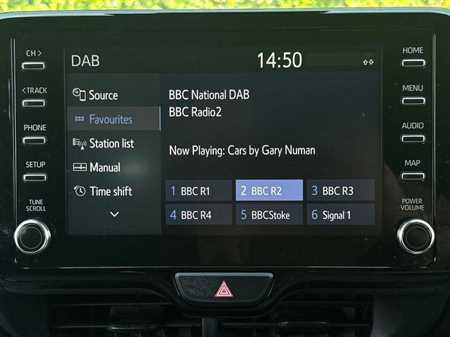 DAB
14:50
CH >
< TRACK
PHONE
SETUP
TUNE
SCROLL
Source
Favourites
Station list
Manual
Time shift
BBC National DAB
BBC Radio2
Now Playing: Cars by Gary Numan
1 BBC R1
2 BBC R2
3 BBC R3
4 BBC R4
5 BBCStoke
6 Signal 1
HOME
MENU
AUDIO
MAP
POWER
VOLUME